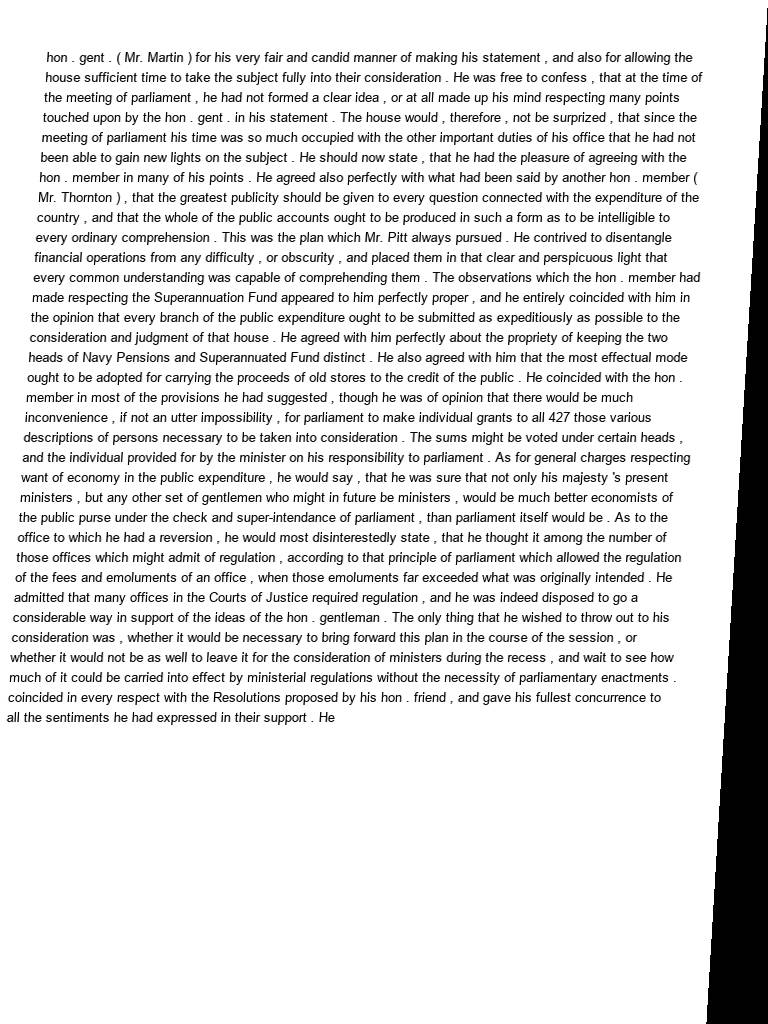 hon . gent . ( Mr. Martin ) for his very fair and candid manner of making his statement , and also for allowing the
house sufficient time to take the subject fully into their consideration . He was free to confess , that at the time of
the meeting of parliament , he had not formed a clear idea , or at all made up his mind respecting many points
touched upon by the hon . gent . in his statement . The house would , therefore , not be surprized , that since the
meeting of parliament his time was so much occupied with the other important duties of his office that he had not
been able to gain new lights on the subject . He should now state , that he had the pleasure of agreeing with the
hon . member in many of his points . He agreed also perfectly with what had been said by another hon . member (
Mr. Thornton ) , that the greatest publicity should be given to every question connected with the expenditure of the
country , and that the whole of the public accounts ought to be produced in such a form as to be intelligible to
every ordinary comprehension . This was the plan which Mr. Pitt always pursued . He contrived to disentangle
financial operations from any difficulty , or obscurity , and placed them in that clear and perspicuous light that
every common understanding was capable of comprehending them . The observations which the hon . member had
made respecting the Superannuation Fund appeared to him perfectly proper , and he entirely coincided with him in
the opinion that every branch of the public expenditure ought to be submitted as expeditiously as possible to the
consideration and judgment of that house . He agreed with him perfectly about the propriety of keeping the two
heads of Navy Pensions and Superannuated Fund distinct . He also agreed with him that the most effectual mode
ought to be adopted for carrying the proceeds of old stores to the credit of the public . He coincided with the hon .
member in most of the provisions he had suggested , though he was of opinion that there would be much
inconvenience , if not an utter impossibility , for parliament to make individual grants to all 427 those various
descriptions of persons necessary to be taken into consideration . The sums might be voted under certain heads ,
and the individual provided for by the minister on his responsibility to parliament . As for general charges respecting
want of economy in the public expenditure , he would say , that he was sure that not only his majesty 's present
ministers , but any other set of gentlemen who might in future be ministers , would be much better economists of
the public purse under the check and super-intendance of parliament , than parliament itself would be . As to the
office to which he had a reversion , he would most disinterestedly state , that he thought it among the number of
those offices which might admit of regulation , according to that principle of parliament which allowed the regulation
of the fees and emoluments of an office , when those emoluments far exceeded what was originally intended . He
admitted that many offices in the Courts of Justice required regulation , and he was indeed disposed to go a
considerable way in support of the ideas of the hon . gentleman . The only thing that he wished to throw out to his
consideration was , whether it would be necessary to bring forward this plan in the course of the session , or
whether it would not be as well to leave it for the consideration of ministers during the recess , and wait to see how
much of it could be carried into effect by ministerial regulations without the necessity of parliamentary enactments .
coincided in every respect with the Resolutions proposed by his hon . friend , and gave his fullest concurrence to
all the sentiments he had expressed in their support . He